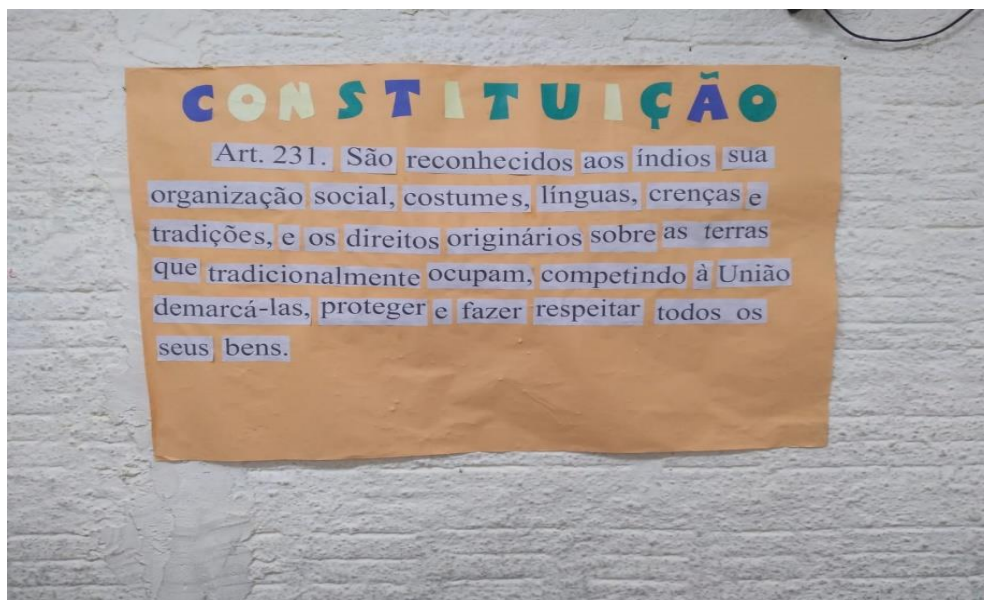 CONSTITUIÇÃO
Art. 231. São reconhecidos aos índios sua
organização social, costumes, línguas, crenças e
tradições, e os direitos originários sobre as terras
que tradicionalmente ocupam, competindo à União
demarcá-las, proteger e fazer respeitar todos os
seus bens.